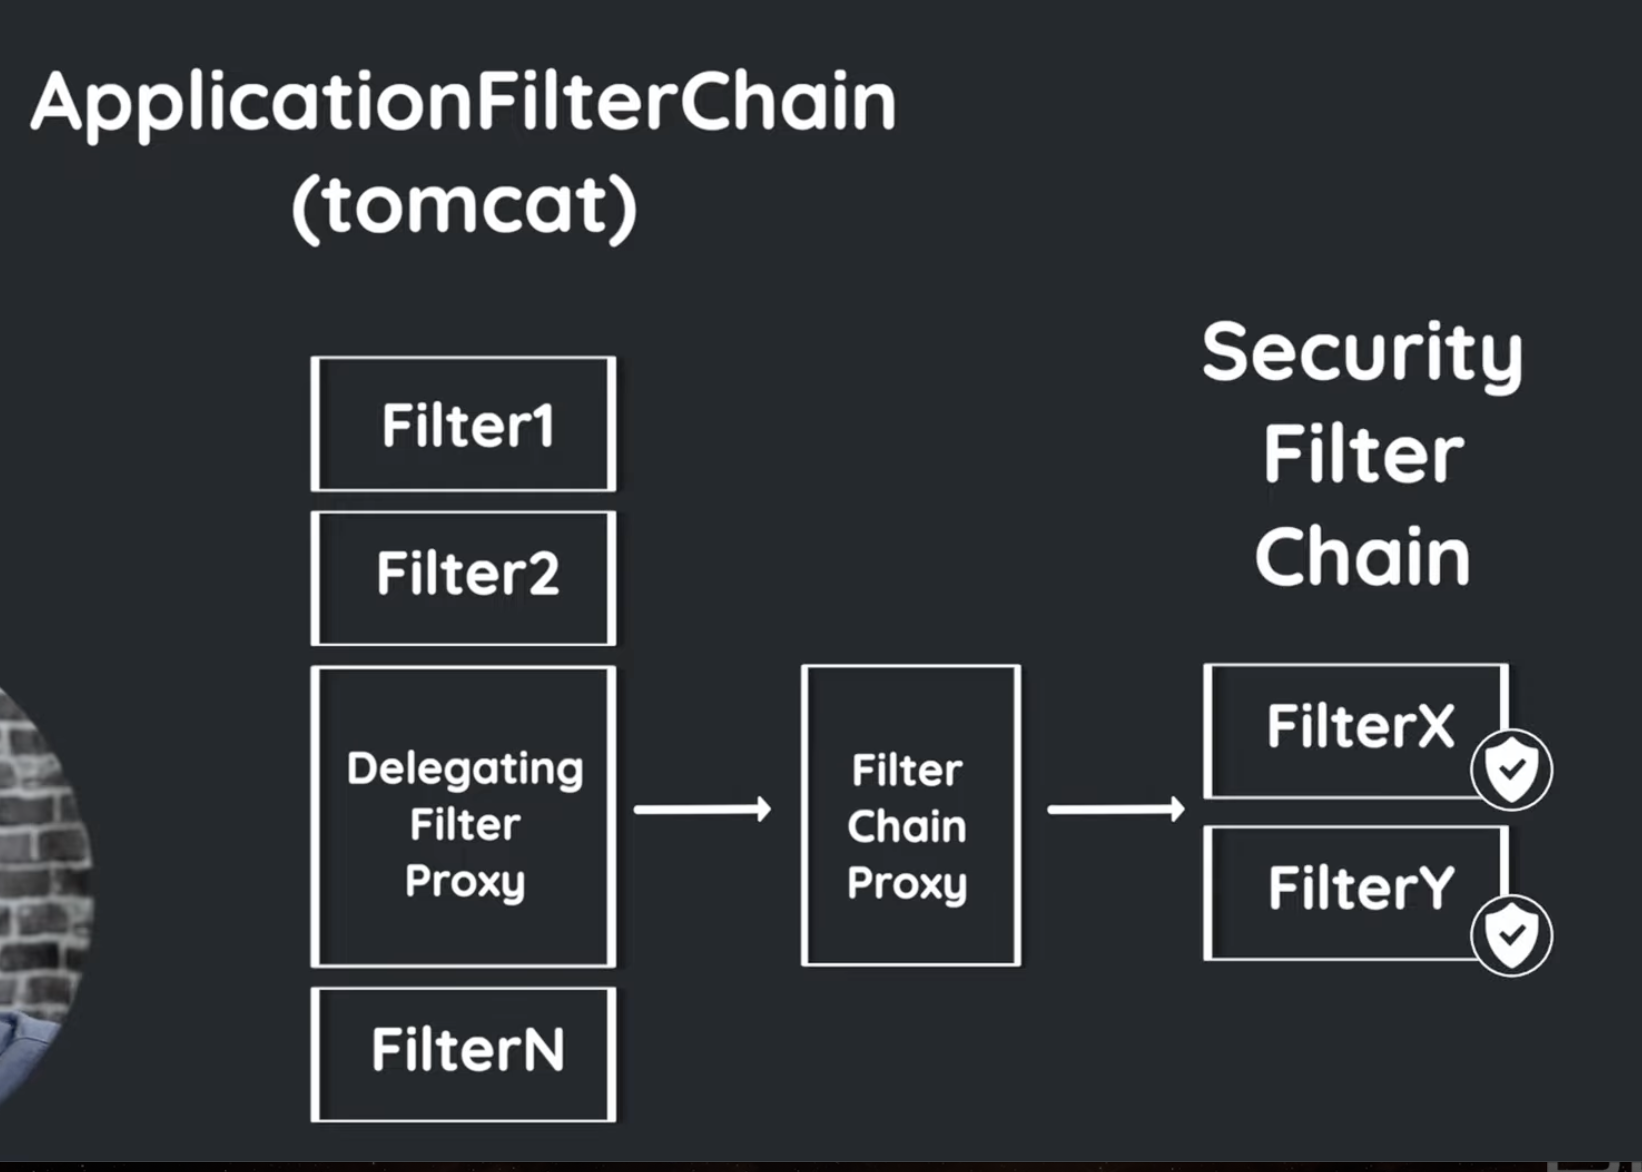 ApplicationFilterChain
(tomcat)
Filter1
Filter2
Delegating
Filter
Proxy
FilterN
Filter
Chain
Proxy
Security
Filter
Chain
FilterX
FilterY